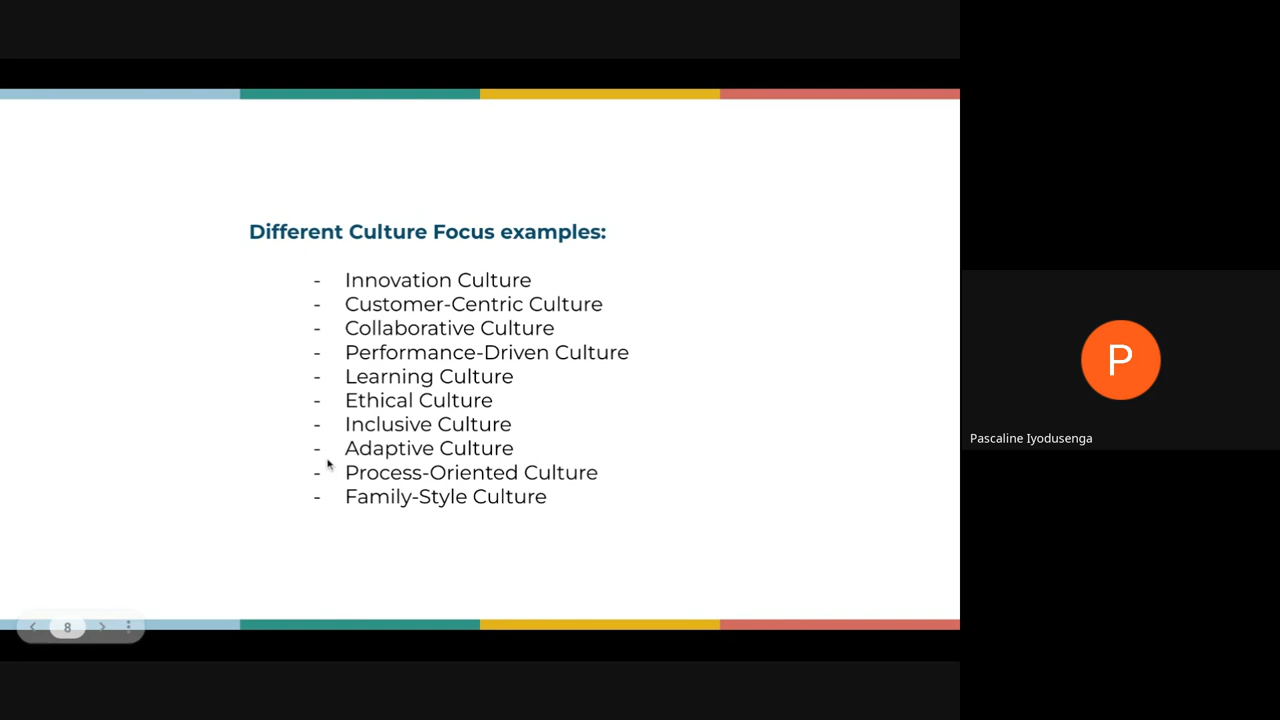 Different Culture Focus examples:
- Innovation Culture
- Customer-Centric Culture
- Collaborative Culture
- Performance-Driven Culture
- Learning Culture
- Ethical Culture
- Inclusive Culture
- Adaptive Culture
- Process-Oriented Culture
- Family-Style Culture
8
P
Pascaline Iyodusenga